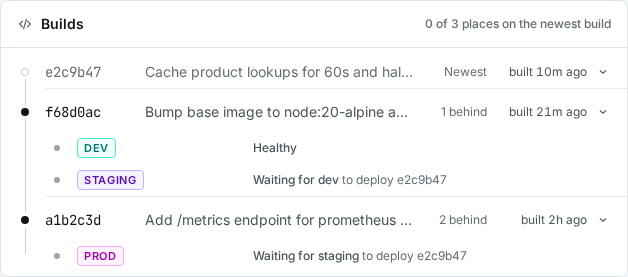 Builds
0 of 3 places on the newest build
e2c9b47 Cache product lookups for 60s and hal... Newest built 10m ago
f68d0ac Bump base image to node:20-alpine a... 1 behind built 21m ago
DEV Healthy
STAGING Waiting for dev to deploy e2c9b47
a1b2c3d Add /metrics endpoint for prometheus ... 2 behind built 2h ago
PROD Waiting for staging to deploy e2c9b47